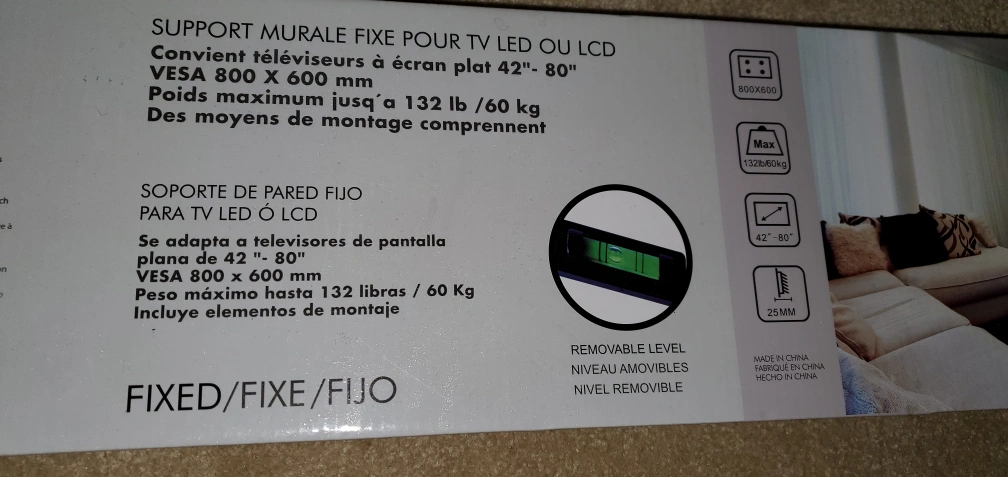 SUPPORT MURALE FIXE POUR TV LED OU LCD
Convient téléviseurs à écran plat 42"- 80"
VESA 800 X 600 mm
Poids maximum jusq´a 132 lb /60 kg
Des moyens de montage comprennent
SOPORTE DE PARED FIJO
PARA TV LED Ó LCD
Se adapta a televisores de pantalla
plana de 42 "- 80"
VESA 800 x 600 mm
Peso máximo hasta 132 libras / 60 Kg
Incluye elementos de montaje
FIXED/FIXE/FIJO
REMOVABLE LEVEL
NIVEAU AMOVIBLES
NIVEL REMOVIBLE
800X600
Max
132lb/60kg
42"-80"
25MM
MADE IN CHINA
FABRIQUÉ EN CHINA
HECHO IN CHINA